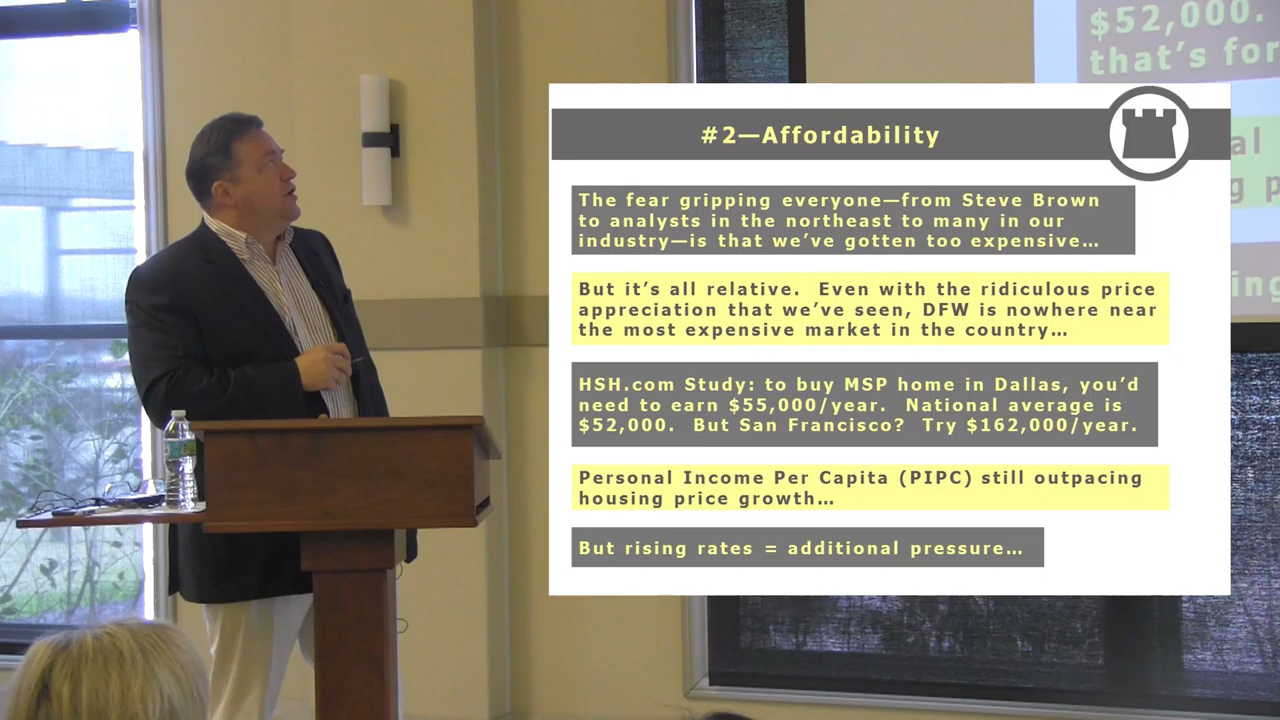 #2—Affordability
The fear gripping everyone—from Steve Brown
to analysts in the northeast to many in our
industry—is that we’ve gotten too expensive…
But it’s all relative.  Even with the ridiculous price
appreciation that we’ve seen, DFW is nowhere near
the most expensive market in the country…
HSH.com Study: to buy MSP home in Dallas, you’d
need to earn $55,000/year.  National average is
$52,000.  But San Francisco?  Try $162,000/year.
Personal Income Per Capita (PIPC) still outpacing
housing price growth…
But rising rates = additional pressure…
$52,000.
that’s for
al
g p
ing